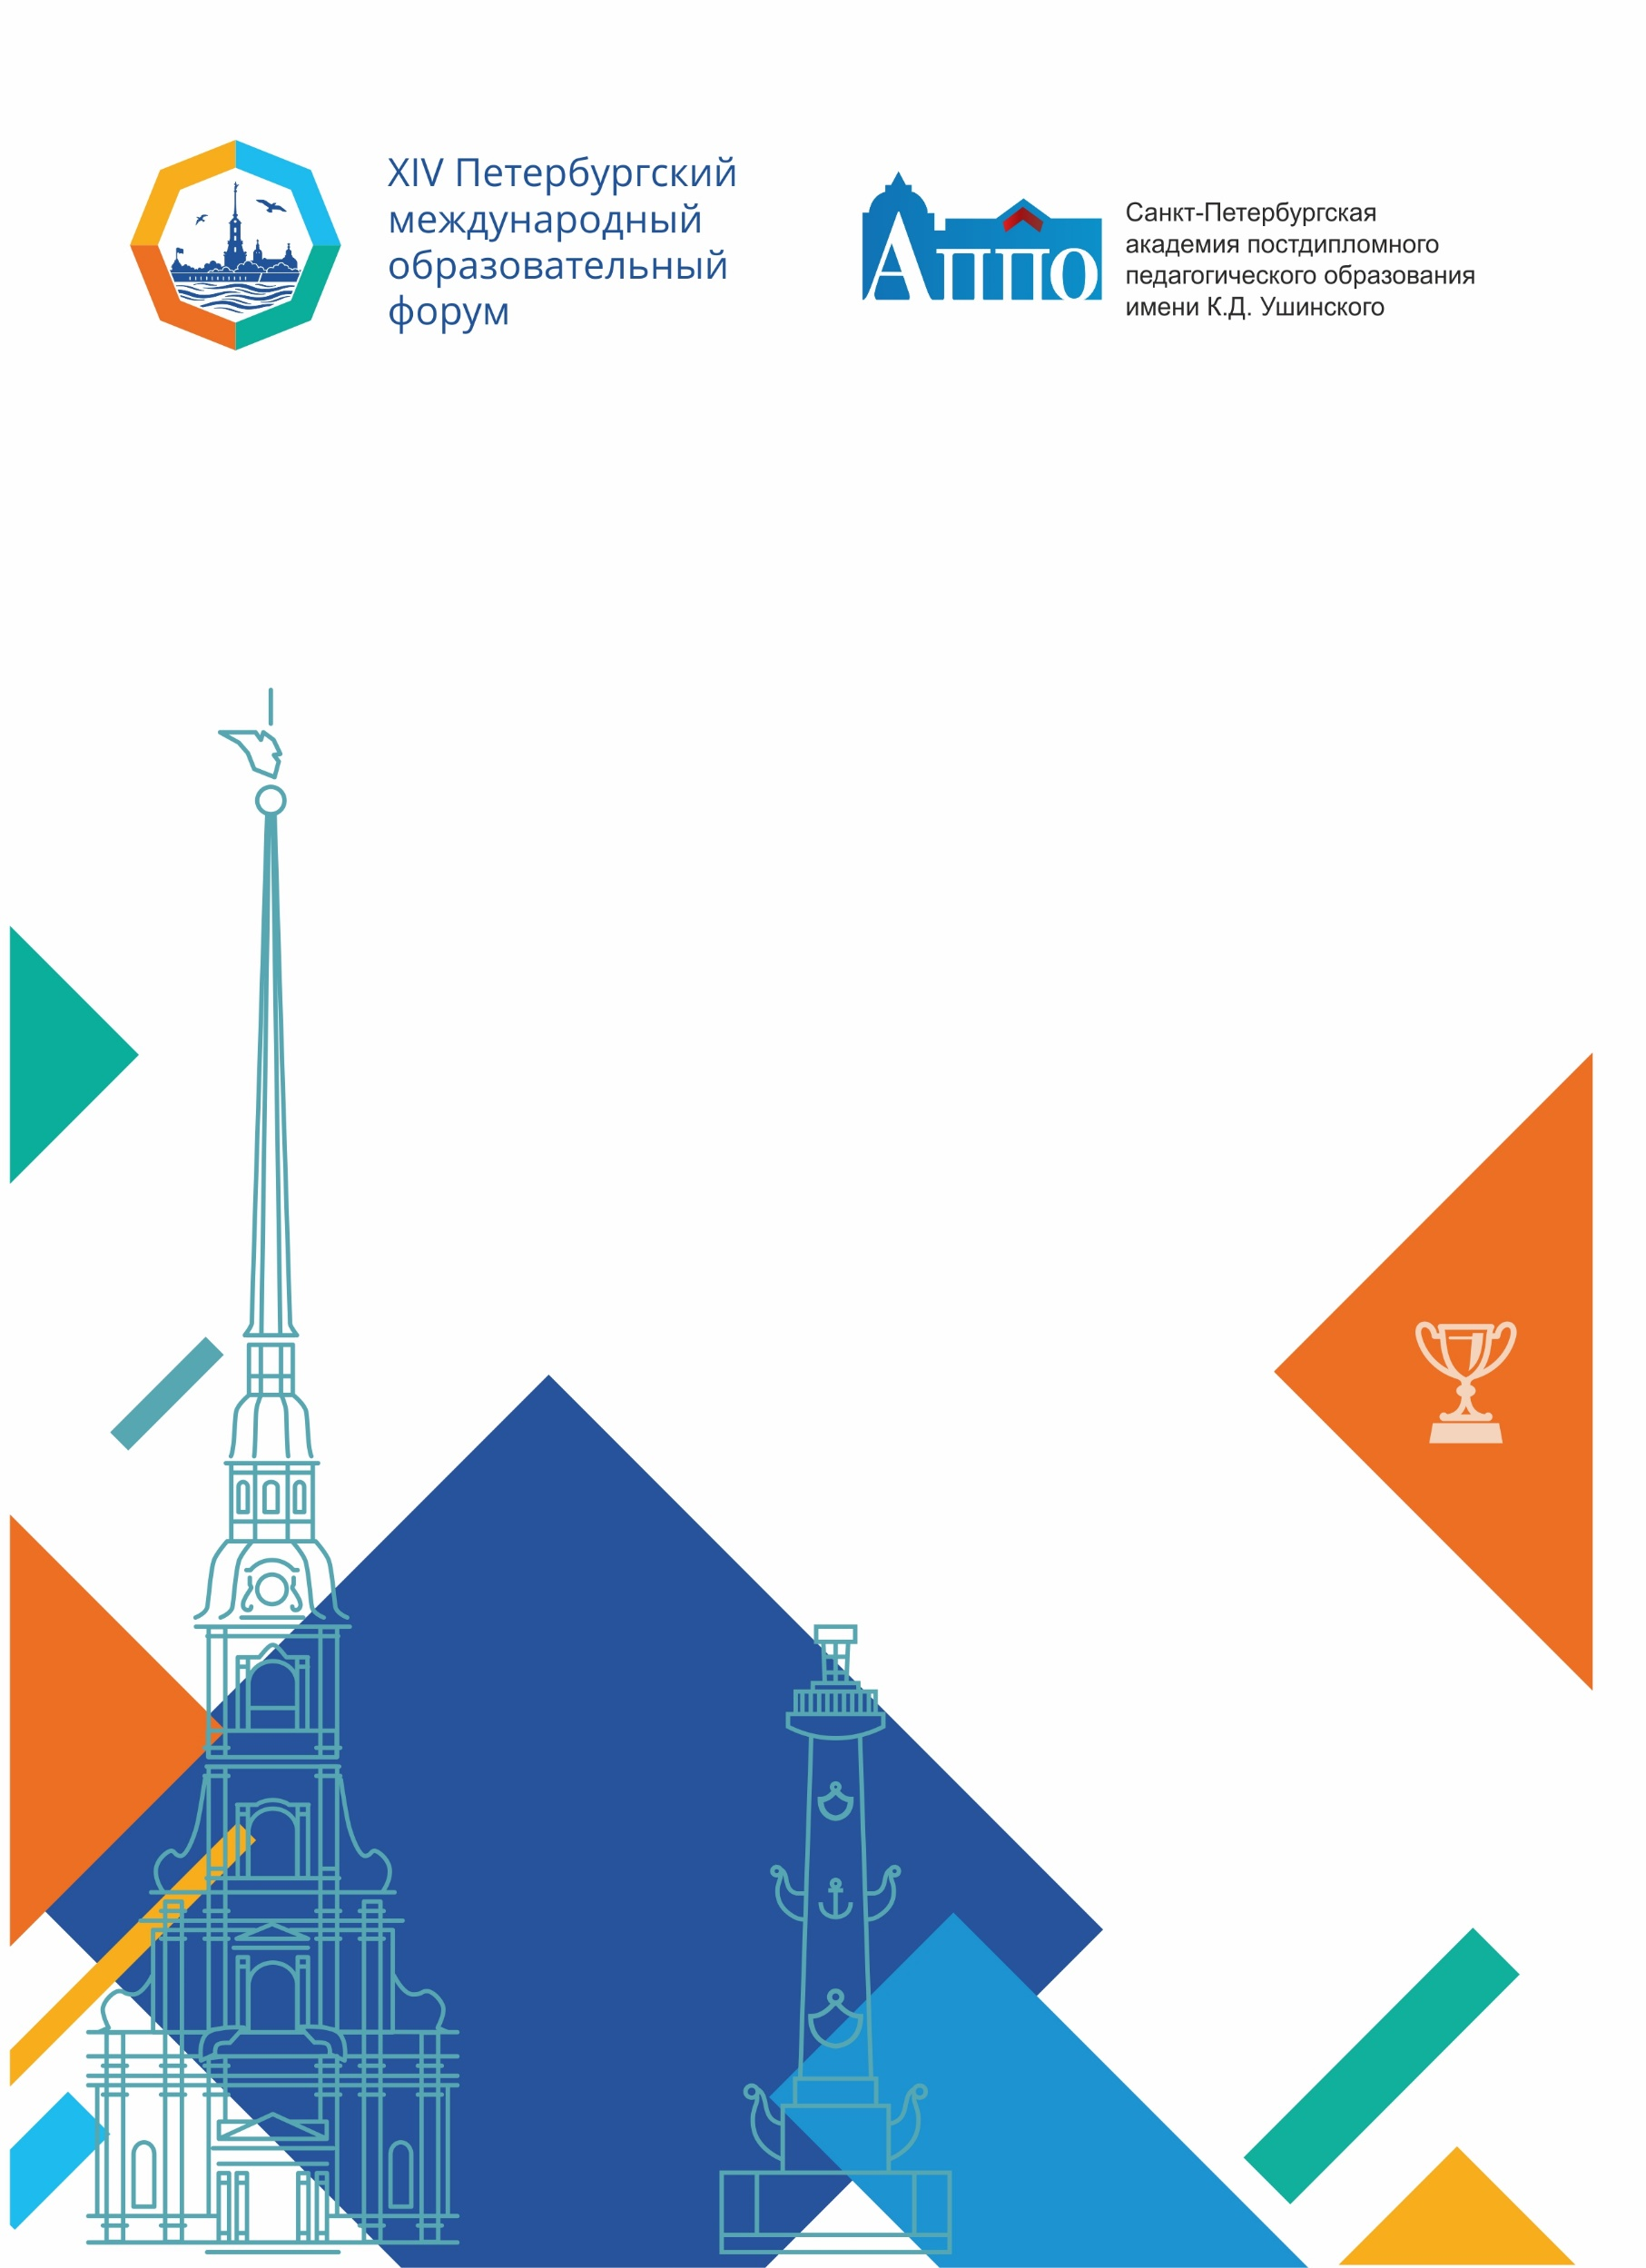 XIV Петербургский
международный
образовательный
форум
Аппо
Санкт-Петербургская
академия постдипломного
педагогического образования
имени К.Д. Ушинского